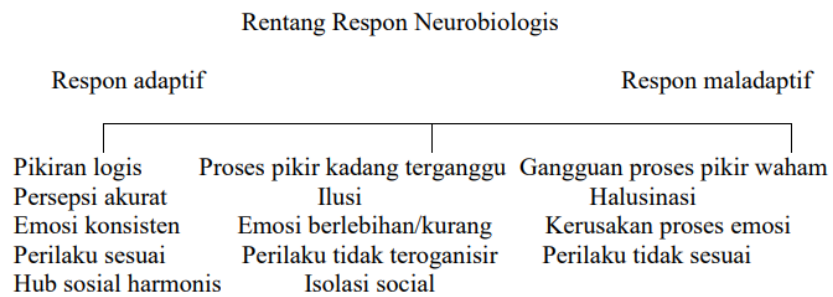 Rentang Respon Neurobiologis
Respon adaptif Respon maladaptif
Pikiran logis Proses pikir kadang terganggu Gangguan proses pikir waham
Persepsi akurat Ilusi Halusinasi
Emosi konsisten Emosi berlebihan/kurang Kerusakan proses emosi
Perilaku sesuai Perilaku tidak teroganisir Perilaku tidak sesuai
Hub sosial harmonis Isolasi social